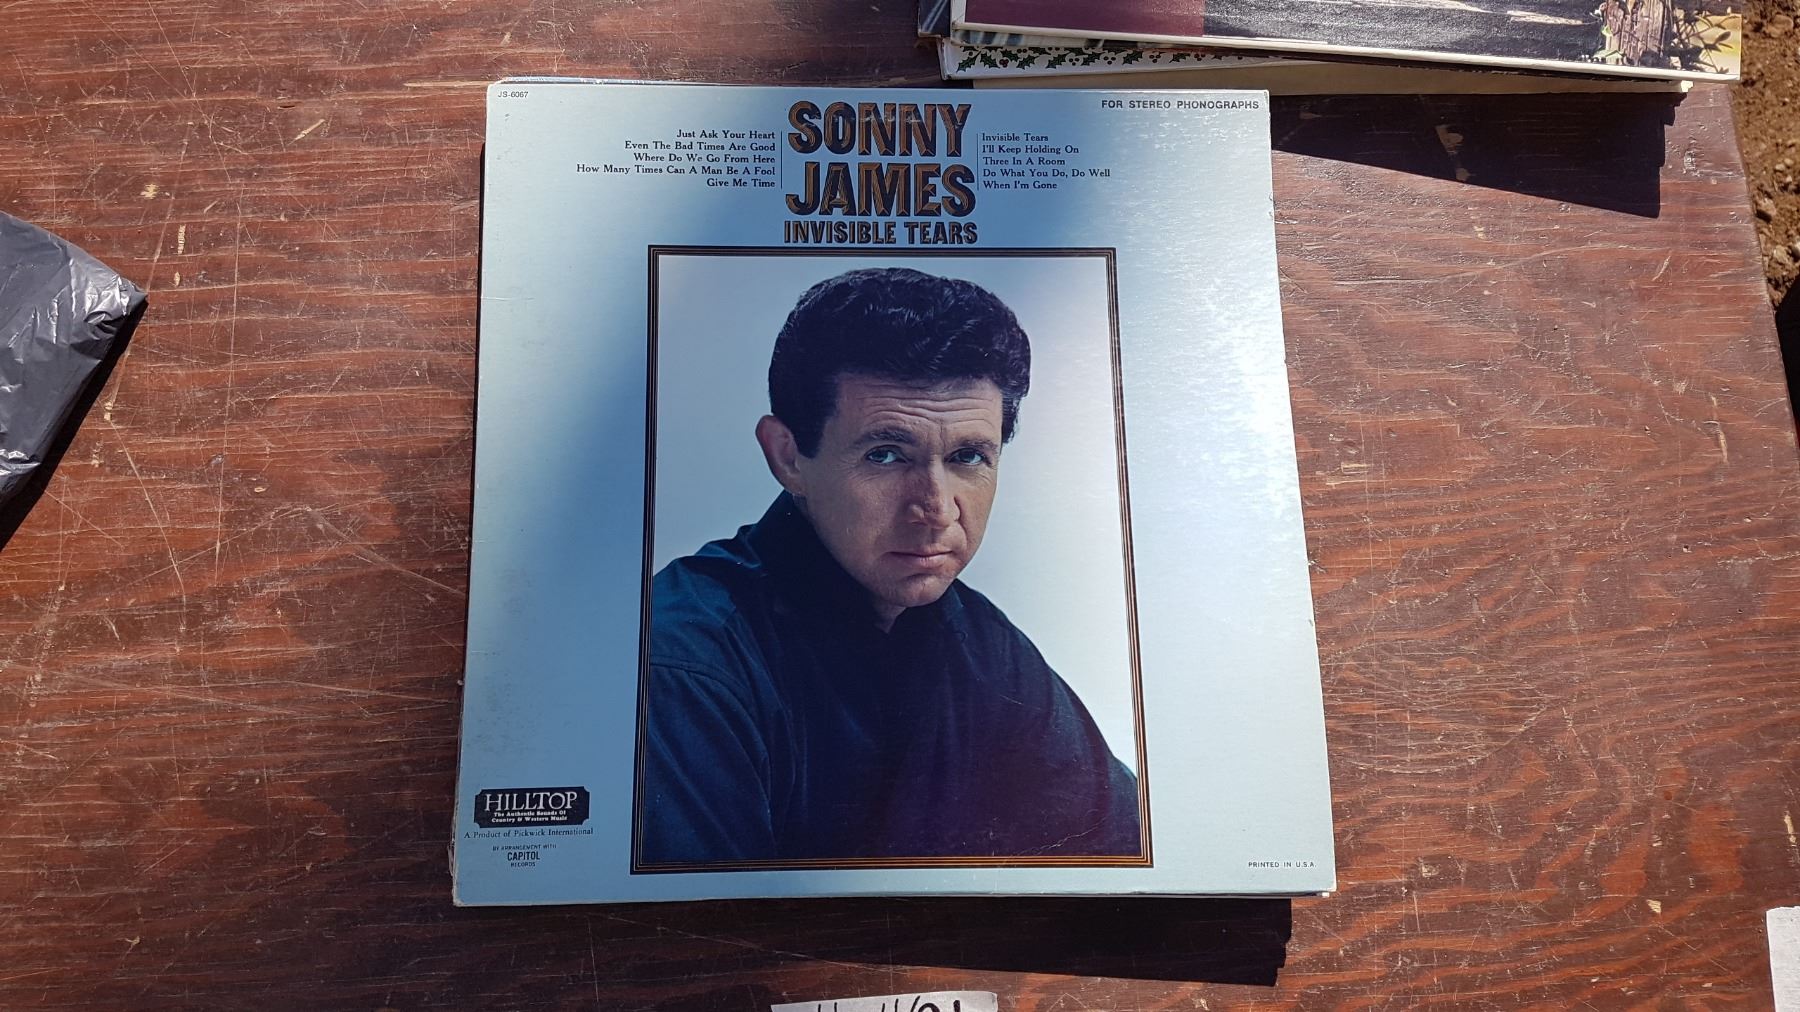 JS-6067
FOR STEREO PHONOGRAPHS
SONNY
JAMES
INVISIBLE TEARS
Just Ask Your Heart
Even The Bad Times Are Good
Where Do We Go From Here
How Many Times Can A Man Be A Fool
Give Me Time
Invisible Tears
I'll Keep Holding On
Three In A Room
Do What You Do, Do Well
When I'm Gone
HILLTOP
The Authentic Sounds Of
Country & Western Music
A Product of Pickwick International
BY ARRANGEMENT WITH
CAPITOL
RECORDS
PRINTED IN U.S.A.